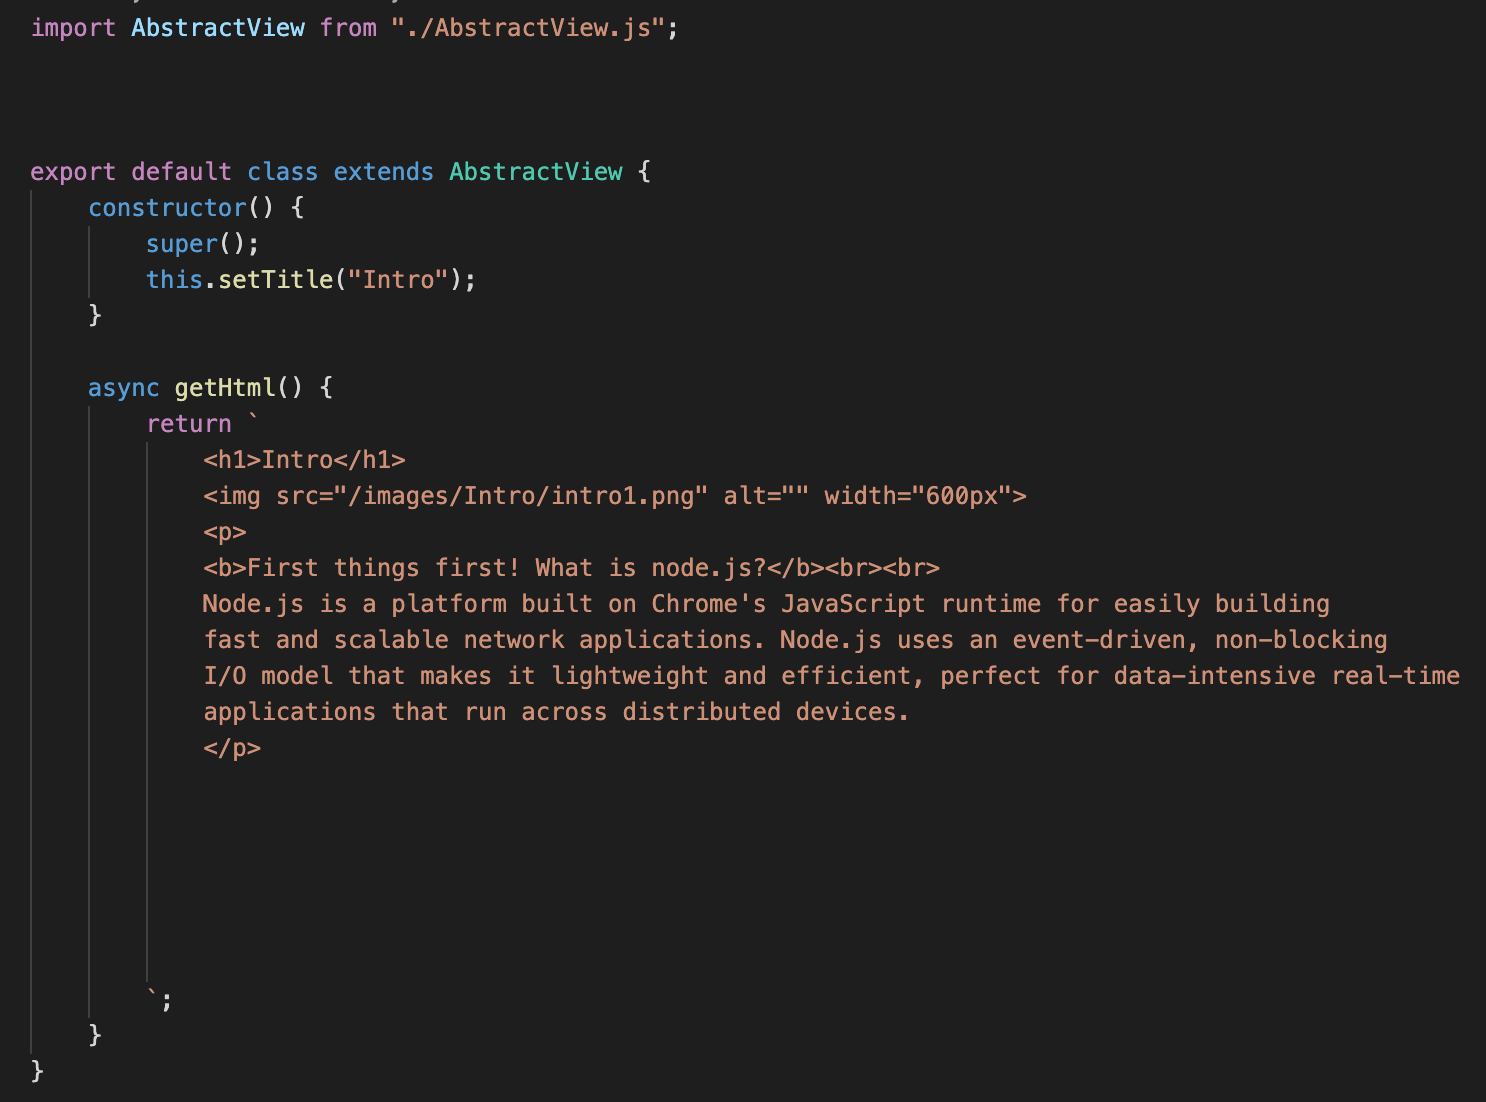 import AbstractView from "./AbstractView.js";
export default class extends AbstractView {
constructor() {
super();
this.setTitle("Intro");
}
async getHtml() {
return `
<h1>Intro</h1>
<img src="/images/Intro/intro1.png" alt="" width="600px">
<p>
<b>First things first! What is node.js?</b><br><br>
Node.js is a platform built on Chrome's JavaScript runtime for easily building
fast and scalable network applications. Node.js uses an event-driven, non-blocking
I/O model that makes it lightweight and efficient, perfect for data-intensive real-time
applications that run across distributed devices.
</p>
`;
}
}